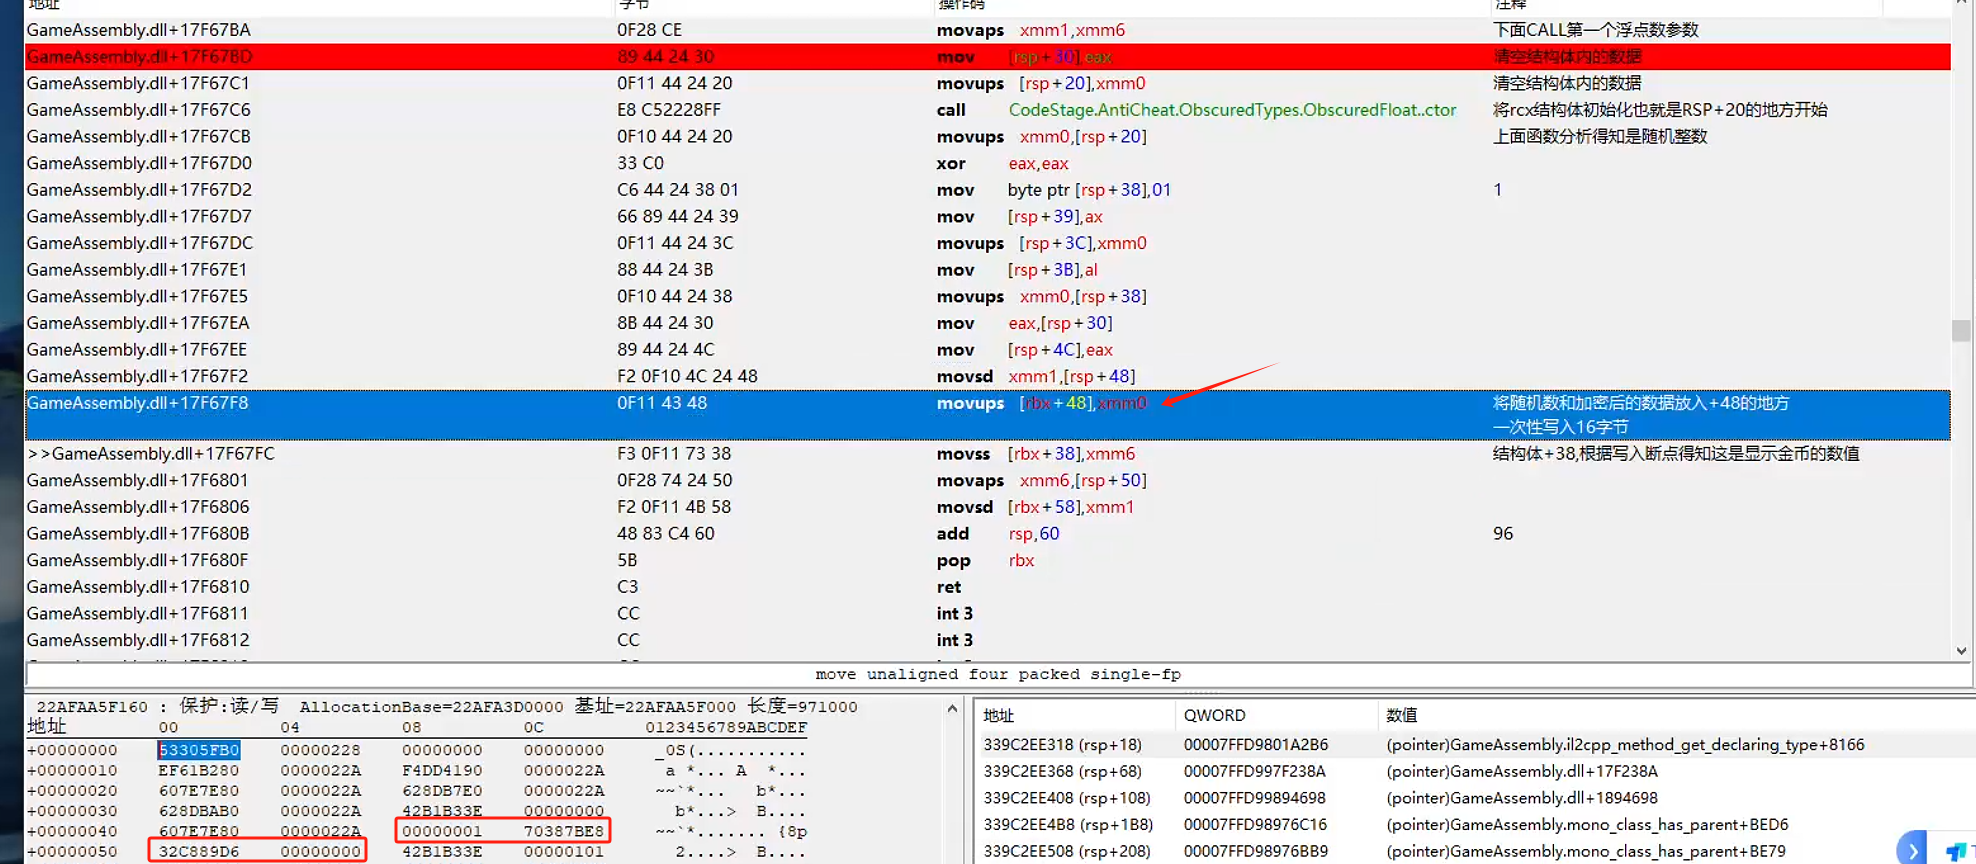 地址 字节 操作码 注释
GameAssembly.dll+17F67BA 0F28 CE movaps xmm1,xmm6 下面CALL第一个浮点数参数
GameAssembly.dll+17F67BD 89 44 24 30 mov [rsp+30],eax 清空结构体内的数据
GameAssembly.dll+17F67C1 0F11 44 24 20 movups [rsp+20],xmm0 清空结构体内的数据
GameAssembly.dll+17F67C6 E8 C52228FF call CodeStage.AntiCheat.ObscuredTypes.ObscuredFloat..ctor 将rcx结构体初始化也就是RSP+20的地方开始
GameAssembly.dll+17F67CB 0F10 44 24 20 movups xmm0,[rsp+20] 上面函数分析得知是随机整数
GameAssembly.dll+17F67D0 33 C0 xor eax,eax
GameAssembly.dll+17F67D2 C6 44 24 38 01 mov byte ptr [rsp+38],01 1
GameAssembly.dll+17F67D7 66 89 44 24 39 mov [rsp+39],ax
GameAssembly.dll+17F67DC 0F11 44 24 3C movups [rsp+3C],xmm0
GameAssembly.dll+17F67E1 88 44 24 3B mov [rsp+3B],al
GameAssembly.dll+17F67E5 0F10 44 24 38 movups xmm0,[rsp+38]
GameAssembly.dll+17F67EA 8B 44 24 30 mov eax,[rsp+30]
GameAssembly.dll+17F67EE 89 44 24 4C mov [rsp+4C],eax
GameAssembly.dll+17F67F2 F2 0F10 4C 24 48 movsd xmm1,[rsp+48]
GameAssembly.dll+17F67F8 0F11 43 48 movups [rbx+48],xmm0 将随机数和加密后的数据放入+48的地方
一次性写入16字节
>>GameAssembly.dll+17F67FC F3 0F11 73 38 movss [rbx+38],xmm6 结构体+38,根据写入断点得知这是显示金币的数值
GameAssembly.dll+17F6801 0F28 74 24 50 movaps xmm6,[rsp+50]
GameAssembly.dll+17F6806 F2 0F11 4B 58 movsd [rbx+58],xmm1
GameAssembly.dll+17F680B 48 83 C4 60 add rsp,60 96
GameAssembly.dll+17F680F 5B pop rbx
GameAssembly.dll+17F6810 C3 ret
GameAssembly.dll+17F6811 CC int 3
GameAssembly.dll+17F6812 CC int 3
move unaligned four packed single-fp
22AFAA5F160 : 保护:读/写 AllocationBase=22AFA3D0000 基址=22AFAA5F000 长度=971000
地址 00 04 08 0C 0123456789ABCDEF
+00000000 53305FB0 00000228 00000000 00000000 _0S(...........
+00000010 EF61B280 0000022A F4DD4190 0000022A a *... A *...
+00000020 607E7E80 0000022A 628DB7E0 0000022A ~~`*... b*...
+00000030 628DBAB0 0000022A 42B1B33E 00000000 b*...> B....
+00000040 607E7E80 0000022A 00000001 70387BE8 ~~`*....... {8p
+00000050 32C889D6 00000000 42B1B33E 00000101 2....> B....
地址 QWORD 数值
339C2EE318 (rsp+18) 00007FFD9801A2B6 (pointer)GameAssembly.il2cpp_method_get_declaring_type+8166
339C2EE368 (rsp+68) 00007FFD997F238A (pointer)GameAssembly.dll+17F238A
339C2EE408 (rsp+108) 00007FFD99894698 (pointer)GameAssembly.dll+1894698
339C2EE4B8 (rsp+1B8) 00007FFD98976C16 (pointer)GameAssembly.mono_class_has_parent+BED6
339C2EE508 (rsp+208) 00007FFD98976BB9 (pointer)GameAssembly.mono_class_has_parent+BE79